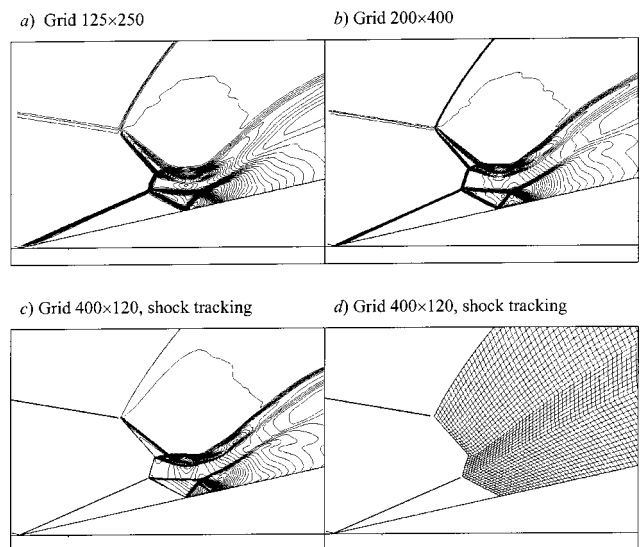 a) Grid 125×250
b) Grid 200×400
c) Grid 400×120, shock tracking
d) Grid 400×120, shock tracking